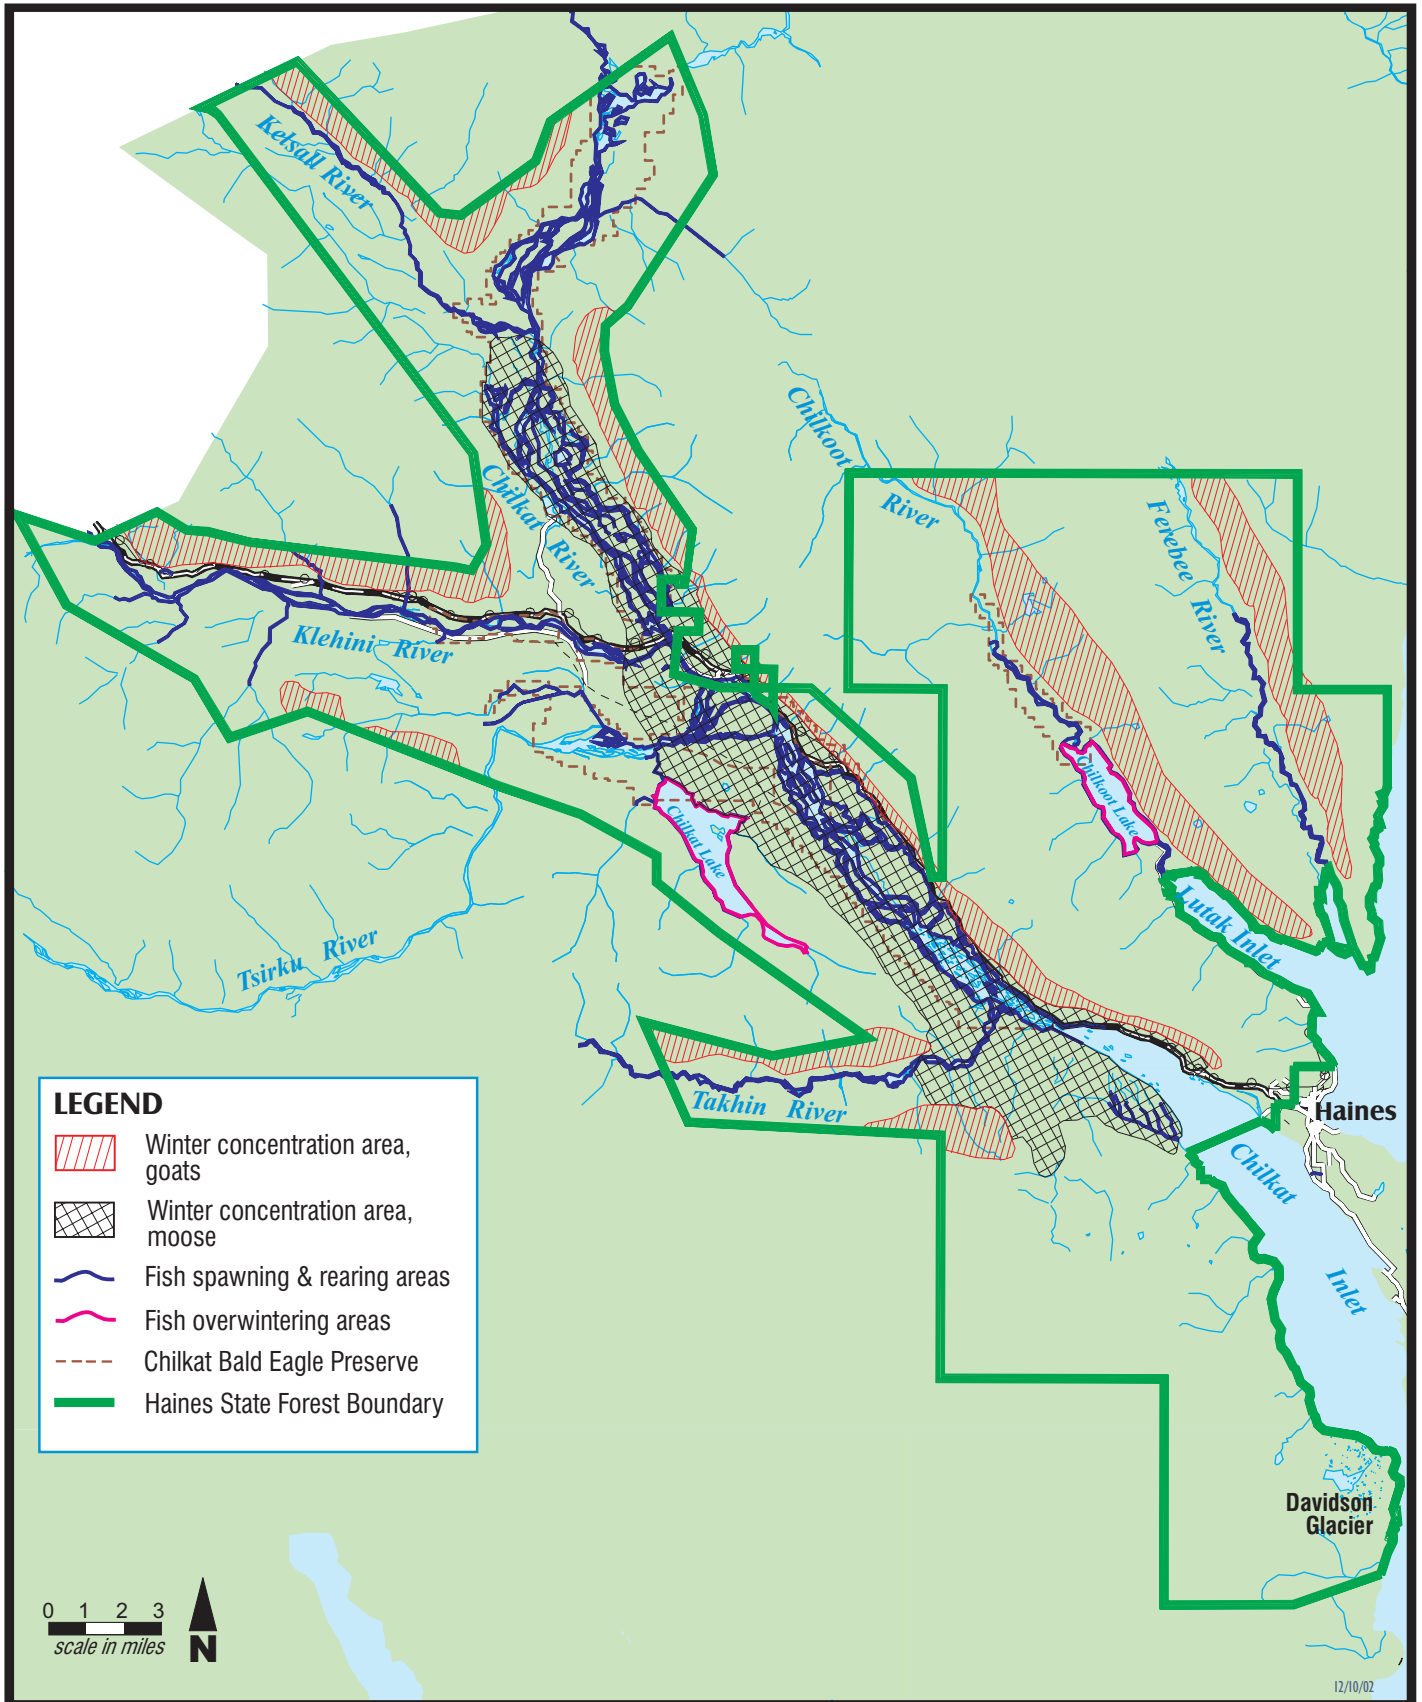 Kelsall River
Chilkat
River
Chilkoot
River
Ferebee
River
Klehini River
Chilkoot Lake
Chilkat Lake
Lutak Inlet
Tsirku River
Takhin River
Haines
Chilkat
Inlet
Davidson
Glacier
LEGEND
Winter concentration area,
goats
Winter concentration area,
moose
Fish spawning & rearing areas
Fish overwintering areas
Chilkat Bald Eagle Preserve
Haines State Forest Boundary
0 1 2 3
scale in miles
N
12/10/02